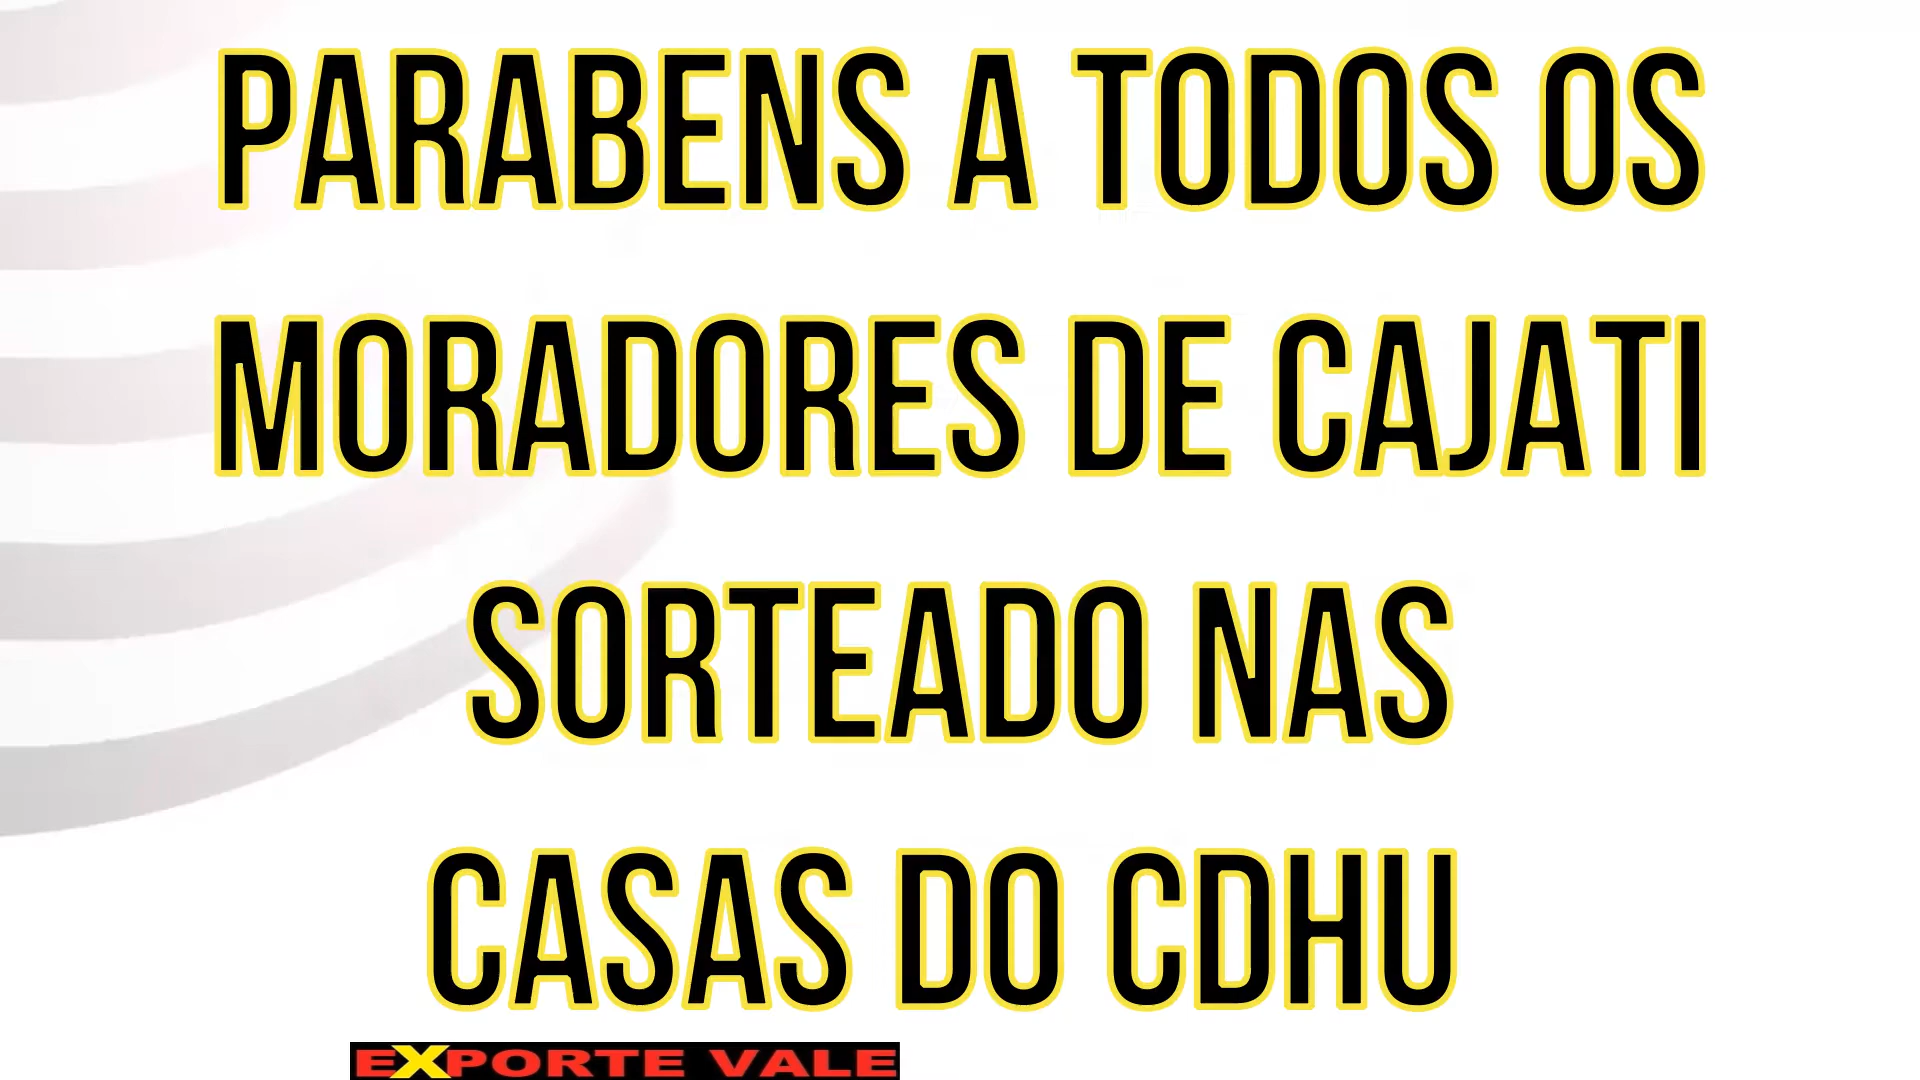 PARABENS A TODOS OS
MORADORES DE CAJATI
SORTEADO NAS
CASAS DO CDHU
EXPORTE VALE